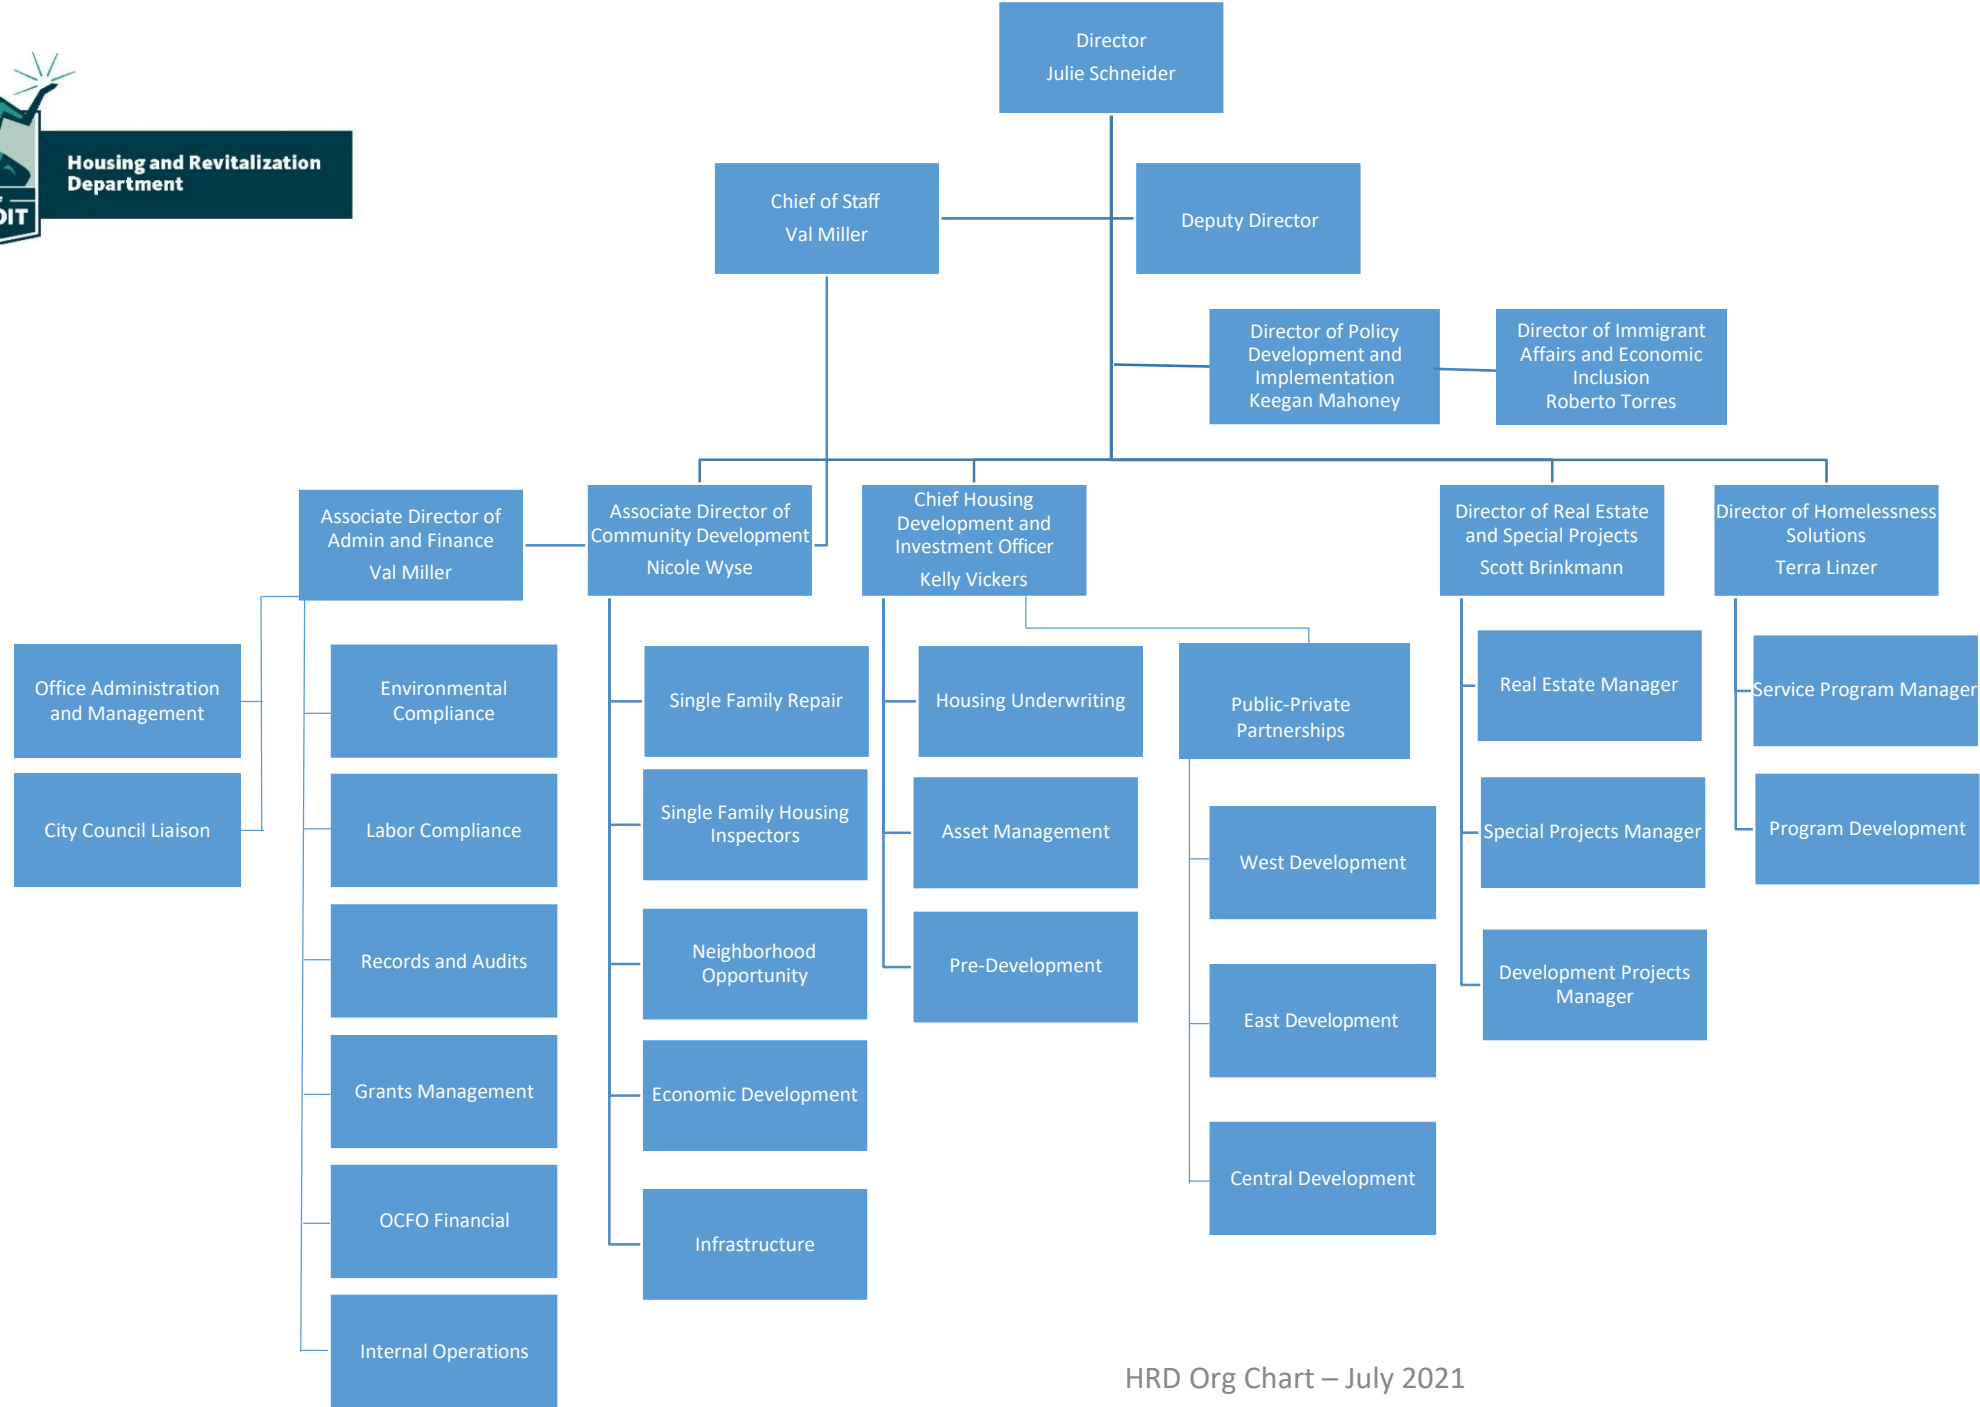 Director
Julie Schneider
Housing and Revitalization
Department
Chief of Staff
Val Miller
Deputy Director
Director of Policy
Development and
Implementation
Keegan Mahoney
Director of Immigrant
Affairs and Economic
Inclusion
Roberto Torres
Associate Director of
Admin and Finance
Val Miller
Associate Director of
Community Development
Nicole Wyse
Chief Housing
Development and
Investment Officer
Kelly Vickers
Director of Real Estate
and Special Projects
Scott Brinkmann
Director of Homelessness
Solutions
Terra Linzer
Office Administration
and Management
City Council Liaison
Environmental
Compliance
Labor Compliance
Records and Audits
Grants Management
OCFO Financial
Internal Operations
Single Family Repair
Single Family Housing
Inspectors
Neighborhood
Opportunity
Economic Development
Infrastructure
Housing Underwriting
Asset Management
Pre-Development
Public-Private
Partnerships
West Development
East Development
Central Development
Real Estate Manager
Special Projects Manager
Development Projects
Manager
Service Program Manager
Program Development
HRD Org Chart – July 2021